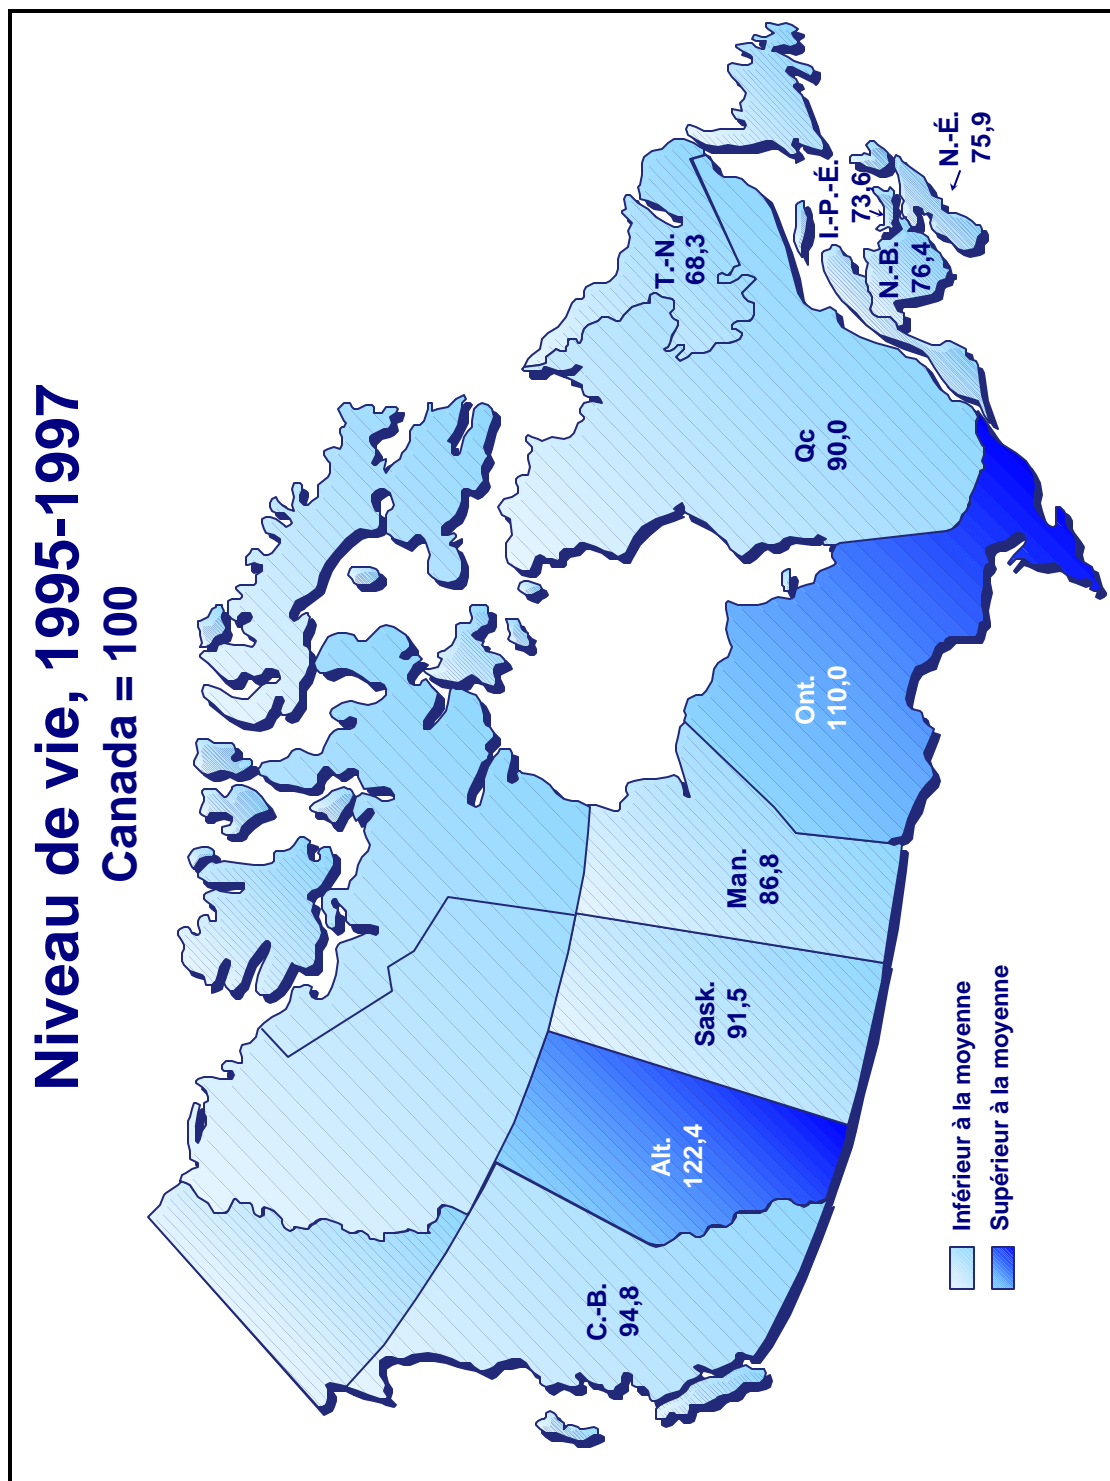 Niveau de vie, 1995-1997
Canada = 100
C.-B.
94,8
Alt.
122,4
Sask.
91,5
Man.
86,8
Ont.
110,0
Qc
90,0
T.-N.
68,3
N.-B.
76,4
I.-P.-É.
73,6
N.-É.
75,9
Inférieur à la moyenne
Supérieur à la moyenne